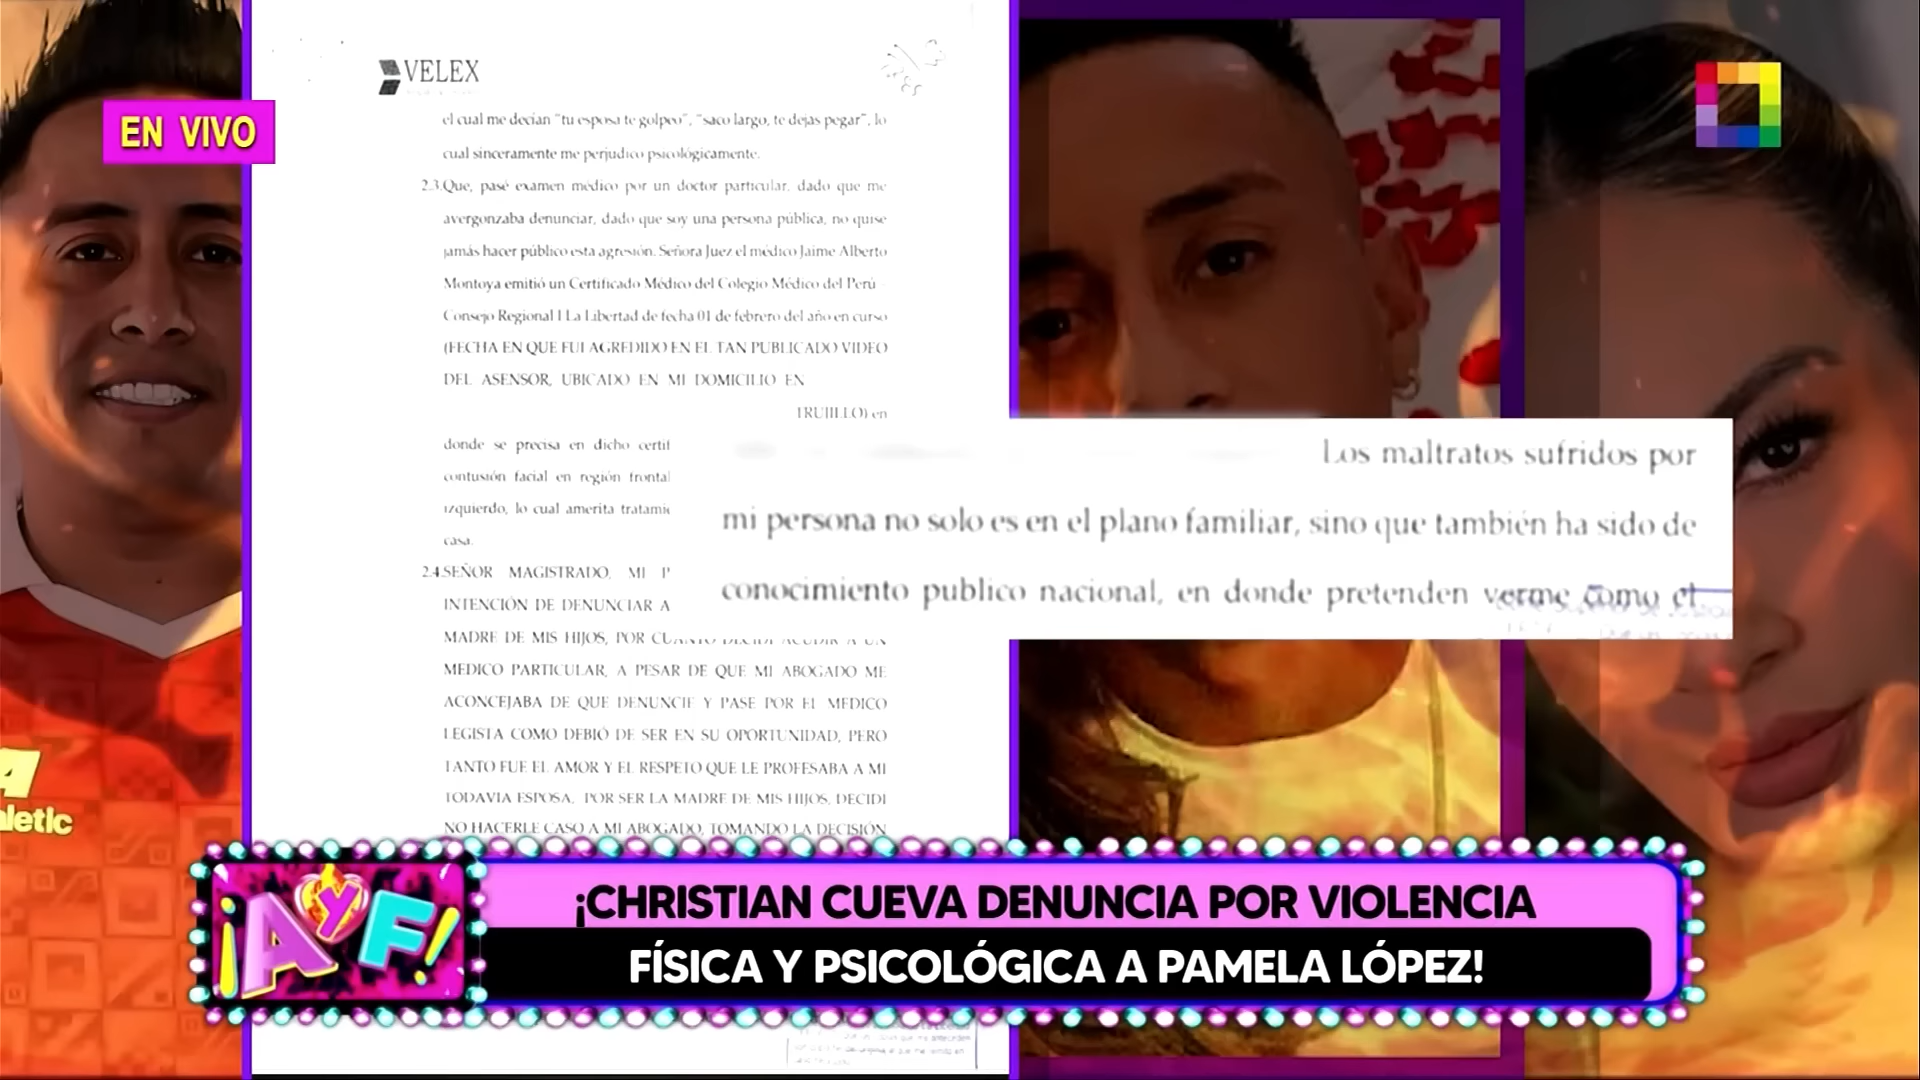 VELEX
EN VIVO
el cual me decían "tu esposa te golpeo", "saco largo, te dejas pegar", lo
cual sinceramente me perjudico psicológicamente.
2.3.Que, pasé examen médico por un doctor particular, dado que me
avergonzaba denunciar, dado que soy una persona pública, no quise
jamás hacer público esta agresión. Señora Juez el médico Jaime Alberto
Montoya emitió un Certificado Médico del Colegio Médico del Perú -
Consejo Regional I La Libertad de fecha 01 de febrero del año en curso
(FECHA EN QUE FUI AGREDIDO EN EL TAN PUBLICADO VIDEO
DEL ASENSOR, UBICADO EN MI DOMICILIO EN
TRUJILLO) en
donde se precisa en dicho certif
contusión facial en región frontal
izquierdo, lo cual amerita tratamie
casa.
2.4.SEÑOR MAGISTRADO, MI P
INTENCIÓN DE DENUNCIAR A
MADRE DE MIS HIJOS, POR CUANTO DECIDI ACUDIR A UN
MEDICO PARTICULAR, A PESAR DE QUE MI ABOGADO ME
ACONCEJABA DE QUE DENUNCIE Y PASE POR EL MEDICO
LEGISTA COMO DEBIÓ DE SER EN SU OPORTUNIDAD, PERO
TANTO FUE EL AMOR Y EL RESPETO QUE LE PROFESABA A MI
TODAVIA ESPOSA, POR SER LA MADRE DE MIS HIJOS, DECIDI
NO HACERLE CASO A MI ABOGADO, TOMANDO LA DECISIÓN
Los maltratos sufridos por
mi persona no solo es en el plano familiar, sino que también ha sido de
conocimiento publico nacional, en donde pretenden verme como el
letic
¡AyF!
¡CHRISTIAN CUEVA DENUNCIA POR VIOLENCIA
FÍSICA Y PSICOLÓGICA A PAMELA LÓPEZ!